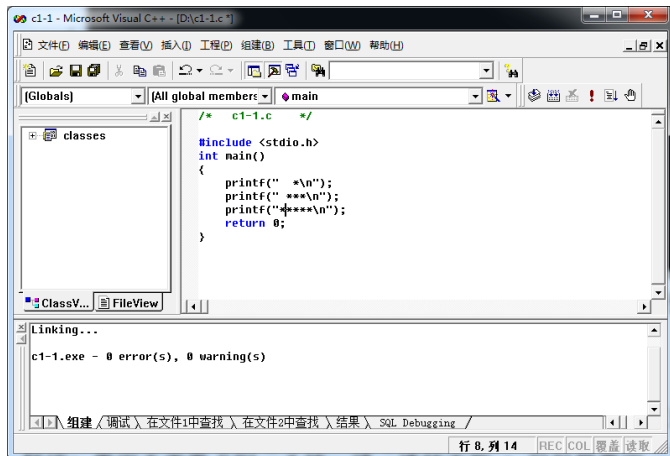 c1-1 - Microsoft Visual C++ - [D:\c1-1.c *]
文件(F) 编辑(E) 查看(V) 插入(I) 工程(P) 组建(B) 工具(T) 窗口(W) 帮助(H)
[Globals] [All global members main
classes
/* c1-1.c */
#include <stdio.h>
int main()
{
printf("  *\n");
printf(" ***\n");
printf("*****\n");
return 0;
}
ClassV... FileView
Linking...
c1-1.exe - 0 error(s), 0 warning(s)
组建 调试 在文件1中查找 在文件2中查找 结果 SQL Debugging
行 8, 列 14 REC COL 覆盖 读取